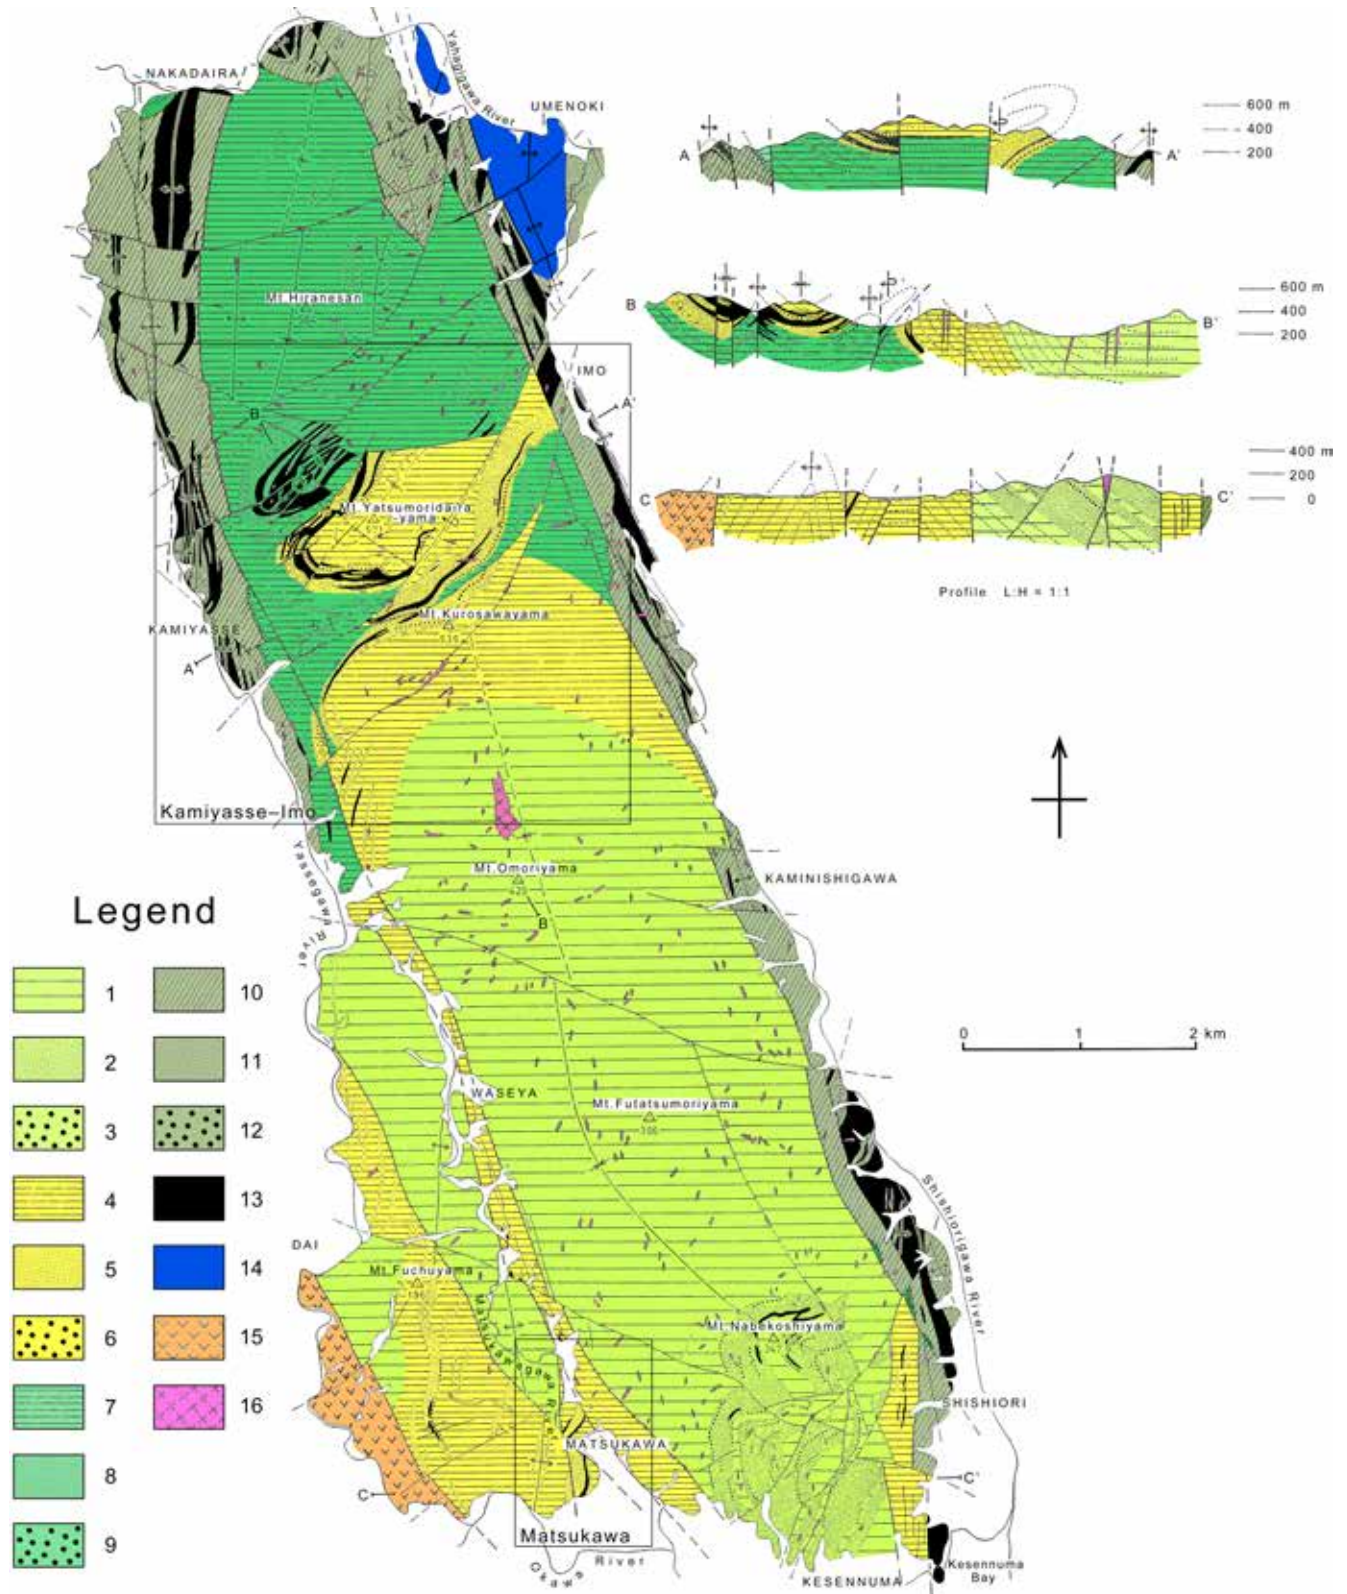 NAKADAIRA
Yahagigawa River
UMENOKI
Mt.Hiranesan
IMO
A'
B
Mt.Yatsumoridaira
-yama
Mt.Kurosawayama
KAMIYASSE
A
Kamiyasse–Imo
Yassegawa River
Mt.Omoriyama
B'
KAMINISHIGAWA
WASEYA
Mt.Futatsumoriyama
Shishiorigawa River
DAI
Mt.Fuchuyama
Matsukawagawa River
Mt.Nabekoshiyama
SHISHIORI
MATSUKAWA
C
C'
Matsukawa
Okawa River
KESENNUMA
Kesennuma
Bay
A
A'
600 m
400
200
B
B'
600 m
400
200
C
C'
400 m
200
0
Profile L:H = 1:1
0 1 2 km
Legend
1 10
2 11
3 12
4 13
5 14
6 15
7 16
8
9